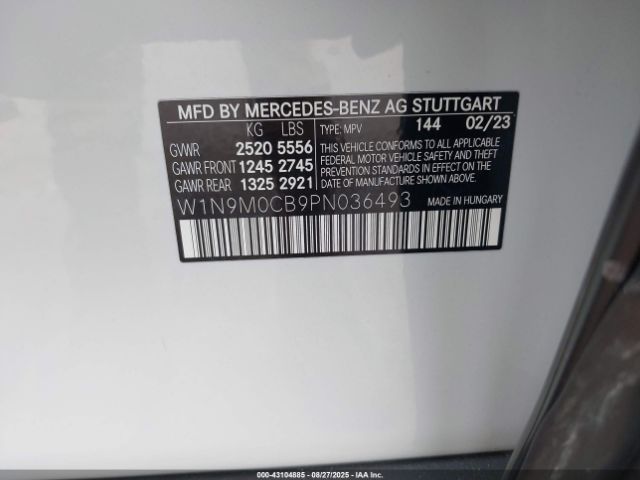 MFD BY MERCEDES-BENZ AG STUTTGART
KG LBS TYPE: MPV 144 02/23
GVWR 2520 5556
GAWR FRONT 1245 2745
GAWR REAR 1325 2921
THIS VEHICLE CONFORMS TO ALL APPLICABLE
FEDERAL MOTOR VEHICLE SAFETY AND THEFT
PREVENTION STANDARDS IN EFFECT ON THE
DATE OF MANUFACTURE SHOWN ABOVE.
W1N9M0CB9PN036493
MADE IN HUNGARY
000-43104885 - 08/27/2025 - IAA Inc.